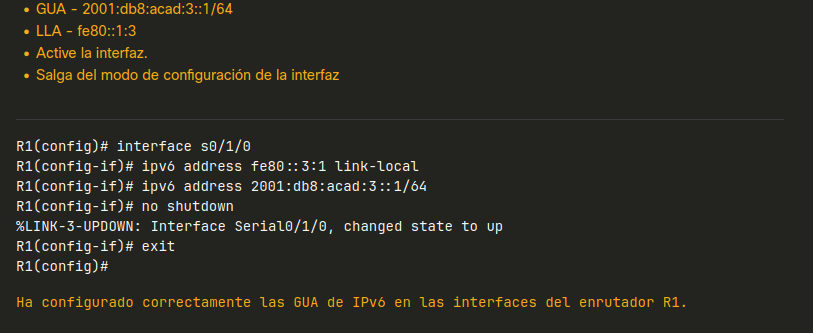 • GUA - 2001:db8:acad:3::1/64
• LLA - fe80::1:3
• Active la interfaz.
• Salga del modo de configuración de la interfaz
R1(config)# interface s0/1/0
R1(config-if)# ipv6 address fe80::3:1 link-local
R1(config-if)# ipv6 address 2001:db8:acad:3::1/64
R1(config-if)# no shutdown
%LINK-3-UPDOWN: Interface Serial0/1/0, changed state to up
R1(config-if)# exit
R1(config)#
Ha configurado correctamente las GUA de IPv6 en las interfaces del enrutador R1.